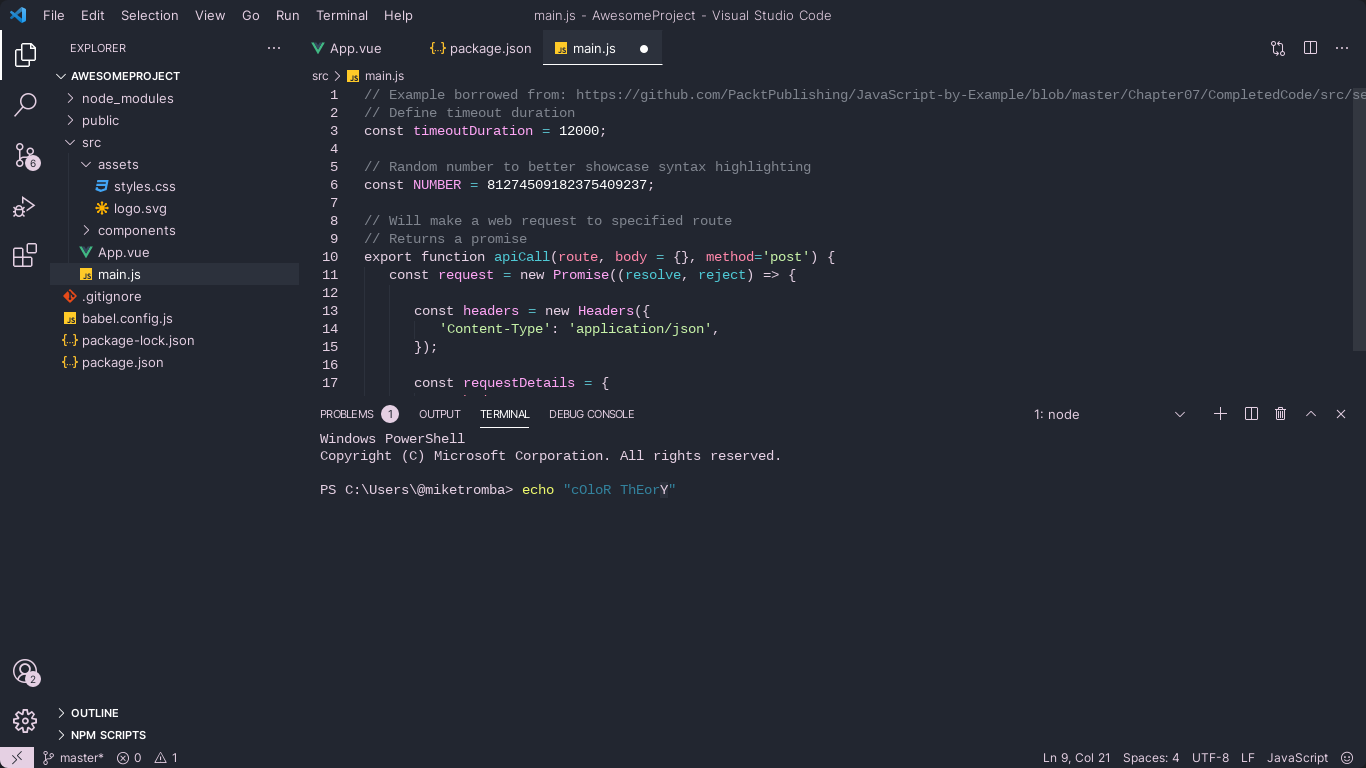 File Edit Selection View Go Run Terminal Help main.js - AwesomeProject - Visual Studio Code
EXPLORER
App.vue
package.json
main.js
AWESOMEPROJECT
node_modules
public
src
assets
styles.css
logo.svg
components
App.vue
main.js
.gitignore
babel.config.js
package-lock.json
package.json
src main.js
1 // Example borrowed from: https://github.com/PacktPublishing/JavaScript-by-Example/blob/master/Chapter07/CompletedCode/src/se
2 // Define timeout duration
3 const timeoutDuration = 12000;
4
5 // Random number to better showcase syntax highlighting
6 const NUMBER = 81274509182375409237;
7
8 // Will make a web request to specified route
9 // Returns a promise
10 export function apiCall(route, body = {}, method='post') {
11 const request = new Promise((resolve, reject) => {
12
13 const headers = new Headers({
14 'Content-Type': 'application/json',
15 });
16
17 const requestDetails = {
PROBLEMS 1 OUTPUT TERMINAL DEBUG CONSOLE 1: node
Windows PowerShell
Copyright (C) Microsoft Corporation. All rights reserved.
PS C:\Users\@miketromba> echo "cOloR ThEorY"
6
2
OUTLINE
NPM SCRIPTS
master* 0 1 Ln 9, Col 21 Spaces: 4 UTF-8 LF JavaScript